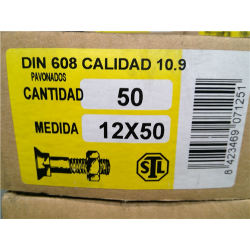 DIN 608 CALIDAD 10.9
PAVONADOS
CANTIDAD 50
MEDIDA 12X50
STL
8 423469 071251